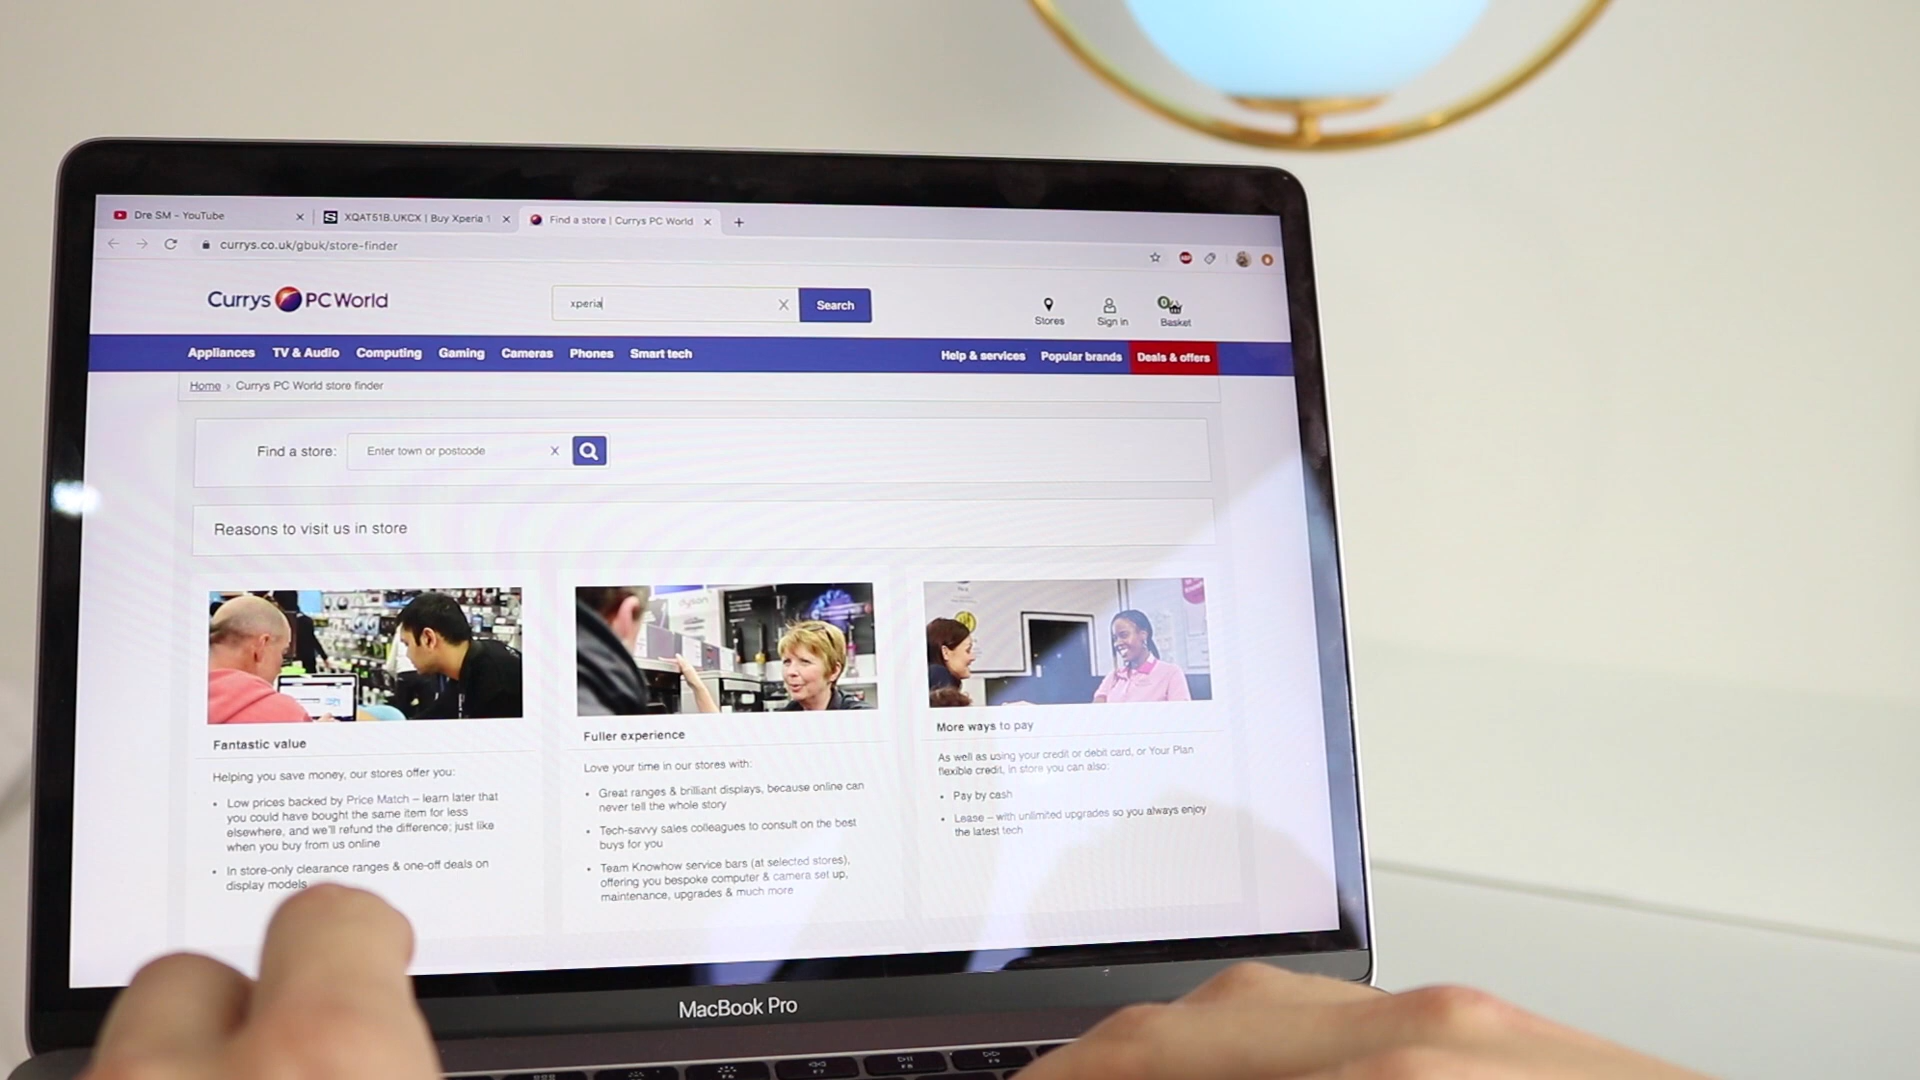 Dre SM - YouTube
XQAT51B.UKCX | Buy Xperia 1
Find a store | Currys PC World
currys.co.uk/gbuk/store-finder
Currys PC World
xperia
Search
Stores
Sign in
0
Basket
Appliances TV & Audio Computing Gaming Cameras Phones Smart tech Help & services Popular brands Deals & offers
Home › Currys PC World store finder
Find a store: Enter town or postcode X
Reasons to visit us in store
dyson
Fantastic value
Helping you save money, our stores offer you:
• Low prices backed by Price Match – learn later that
you could have bought the same item for less
elsewhere, and we'll refund the difference; just like
when you buy from us online
• In store-only clearance ranges & one-off deals on
display models
Fuller experience
Love your time in our stores with:
• Great ranges & brilliant displays, because online can
never tell the whole story
• Tech-savvy sales colleagues to consult on the best
buys for you
• Team Knowhow service bars (at selected stores),
offering you bespoke computer & camera set up,
maintenance, upgrades & much more
More ways to pay
As well as using your credit or debit card, or Your Plan
flexible credit, in store you can also:
• Pay by cash
• Lease – with unlimited upgrades so you always enjoy
the latest tech
MacBook Pro